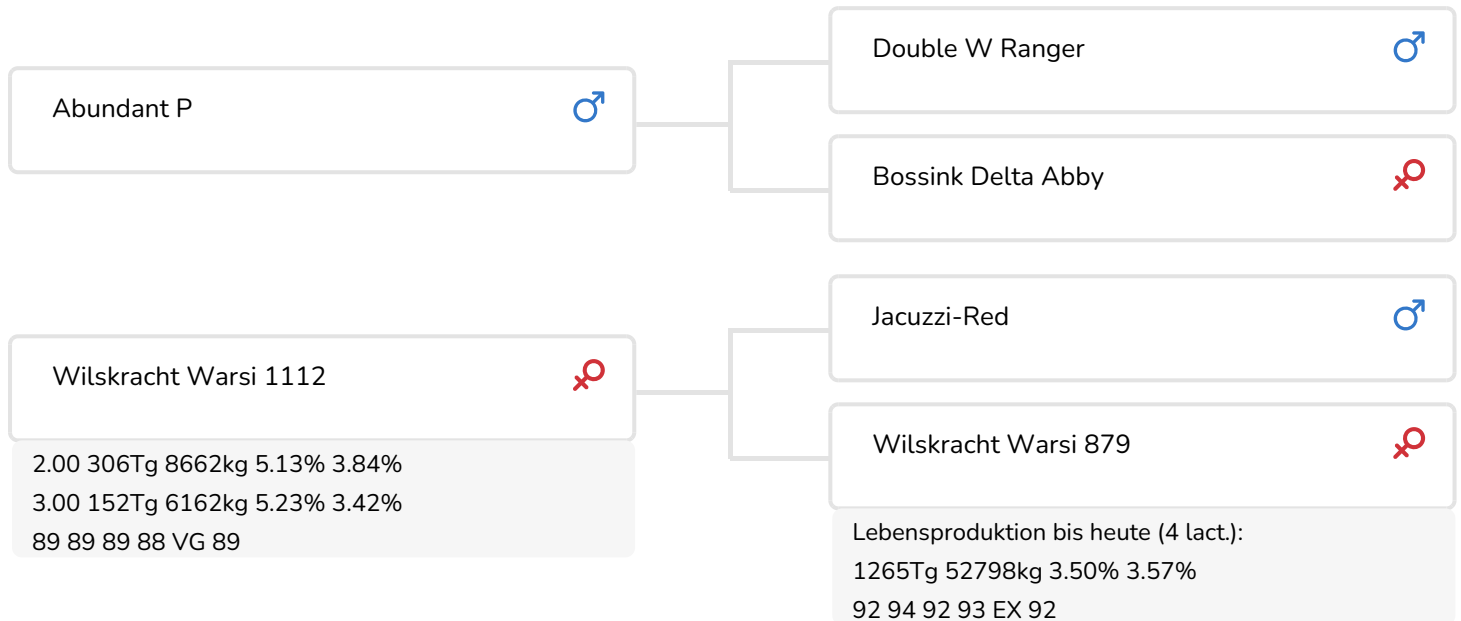 Abundant P
Double W Ranger
Bossink Delta Abby
Wilskracht Warsi 1112
2.00 306Tg 8662kg 5.13% 3.84%
3.00 152Tg 6162kg 5.23% 3.42%
89 89 89 88 VG 89
Jacuzzi-Red
Wilskracht Warsi 879
Lebensproduktion bis heute (4 lact.):
1265Tg 52798kg 3.50% 3.57%
92 94 92 93 EX 92